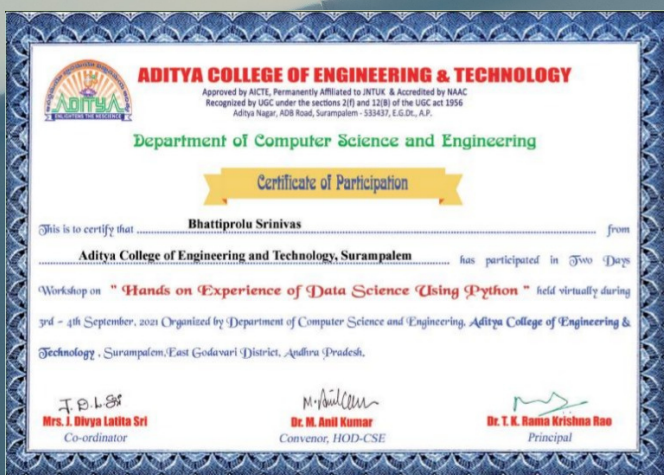 ADITYA COLLEGE OF ENGINEERING & TECHNOLOGY
Approved by AICTE, Permanently Affiliated to JNTUK & Accredited by NAAC
Recognized by UGC under the sections 2(f) and 12(B) of the UGC act 1956
Aditya Nagar, ADB Road, Surampalem - 533437, E.G.Dt., A.P.
ADITYA
ENLIGHTENS THE NESCIENCE
Department of Computer Science and Engineering
Certificate of Participation
This is to certify that Bhattiprolu Srinivas from
Aditya College of Engineering and Technology, Surampalem has participated in Two Days
Workshop on " Hands on Experience of Data Science Using Python " held virtually during
3rd - 4th September, 2021 Organized by Department of Computer Science and Engineering, Aditya College of Engineering &
Technology , Surampalem,East Godavari District, Andhra Pradesh.
J. D. L. Sri
M. Anil Kumar
Mrs. J. Divya Latita Sri
Dr. M. Anil Kumar
Dr. T. K. Rama Krishna Rao
Co-ordinator
Convenor, HOD-CSE
Principal